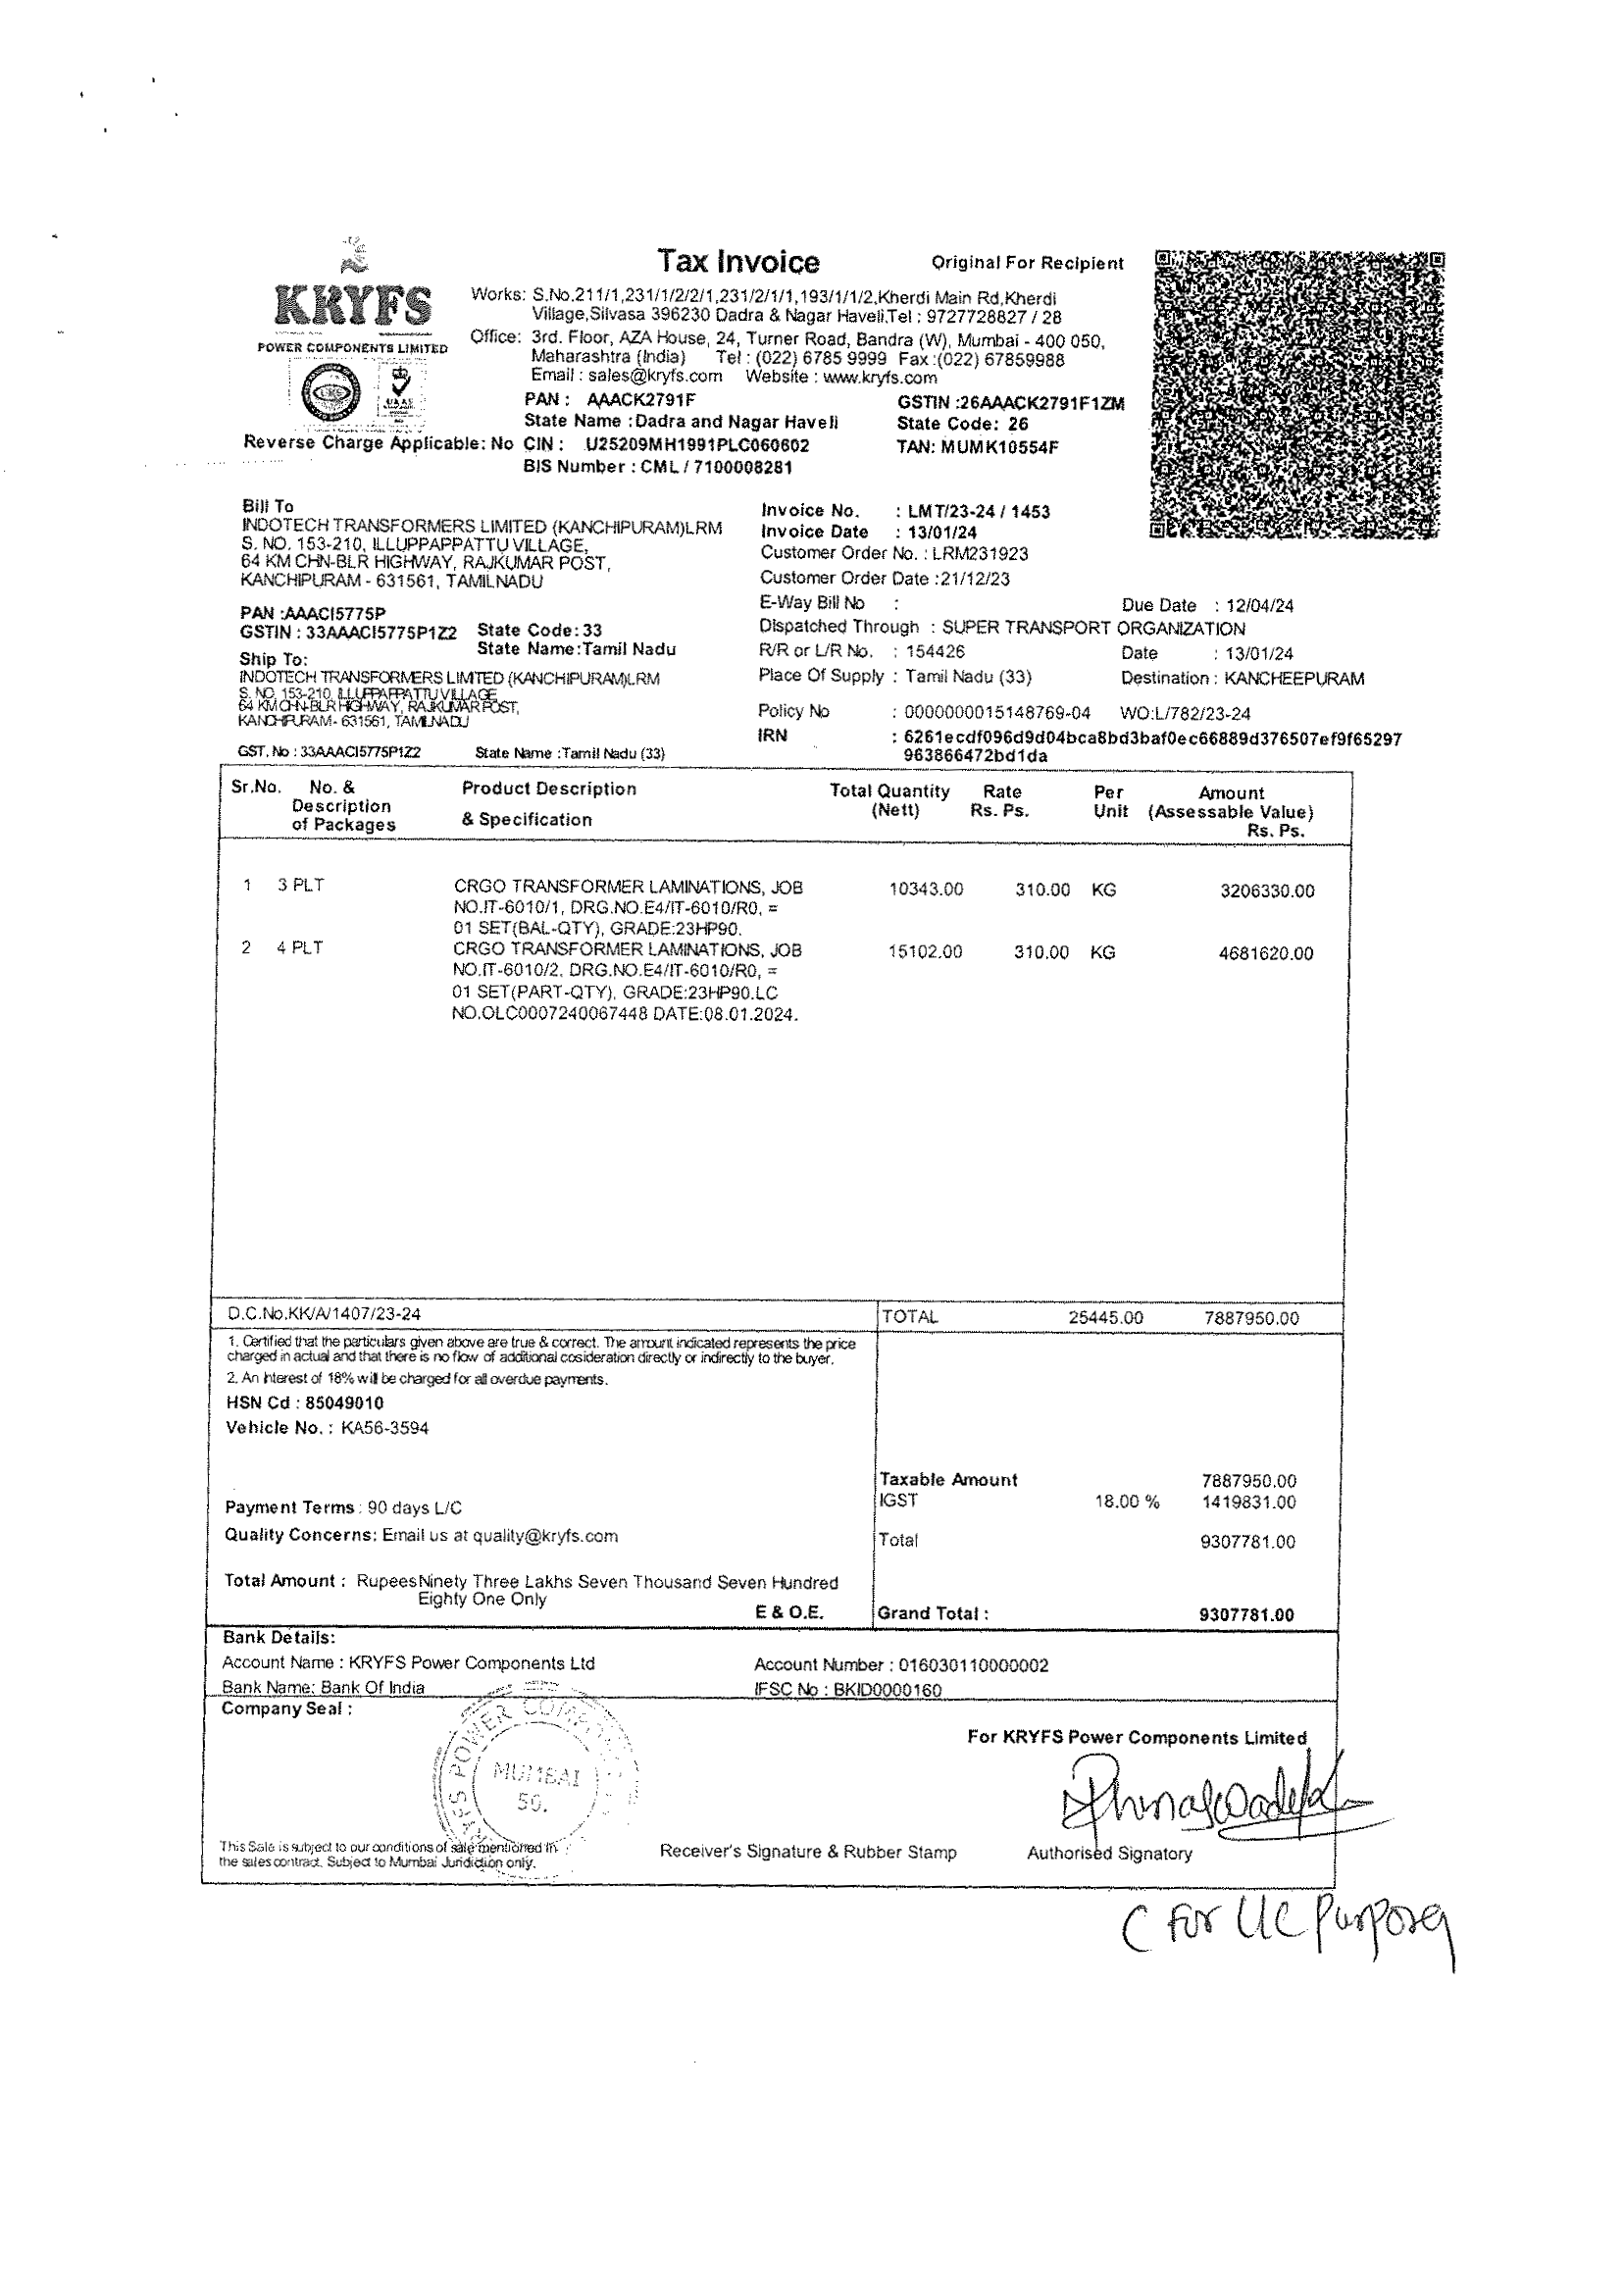 Tax Invoice
Original For Recipient
KRYFS
POWER COMPONENTS LIMITED
Works: S.No.211/1,231/1/2/2/1,231/2/1/1,193/1/1/2,Kherdi Main Rd,Kherdi
Village,Silvasa 396230 Dadra & Nagar Haveli,Tel : 9727728827 / 28
Office: 3rd. Floor, AZA House, 24, Turner Road, Bandra (W), Mumbai - 400 050,
Maharashtra (India) Tel : (022) 6785 9999 Fax :(022) 67859988
Email : sales@kryfs.com Website : www.kryfs.com
PAN : AAACK2791F GSTIN :26AAACK2791F1ZM
State Name :Dadra and Nagar Haveli State Code: 26
Reverse Charge Applicable: No CIN : U25209MH1991PLC060602 TAN: MUMK10554F
BIS Number : CML / 7100008281
Bill To
INDOTECH TRANSFORMERS LIMITED (KANCHIPURAM)LRM
S. NO. 153-210, ILLUPPAPPATTU VILLAGE,
64 KM CHN-BLR HIGHWAY, RAJKUMAR POST,
KANCHIPURAM - 631561, TAMILNADU
PAN :AAACI5775P
GSTIN : 33AAACI5775P1Z2 State Code: 33
State Name:Tamil Nadu
Ship To:
INDOTECH TRANSFORMERS LIMITED (KANCHIPURAM)LRM
S. NO. 153-210, ILLUPPAPPATTU VILLAGE,
64 KM CHN-BLR HIGHWAY, RAJKUMAR POST,
KANCHIPURAM- 631561, TAMILNADU
GST. No : 33AAACI5775P1Z2 State Name :Tamil Nadu (33)
Invoice No. : LMT/23-24 / 1453
Invoice Date : 13/01/24
Customer Order No. : LRM231923
Customer Order Date :21/12/23
E-Way Bill No : Due Date : 12/04/24
Dispatched Through : SUPER TRANSPORT ORGANIZATION
R/R or L/R No. : 154426 Date : 13/01/24
Place Of Supply : Tamil Nadu (33) Destination : KANCHEEPURAM
Policy No : 0000000015148769-04 WO:L/782/23-24
IRN : 6261ecdf096d9d04bca8bd3baf0ec66889d376507ef9f65297
963866472bd1da
Sr.No. No. & Product Description Total Quantity Rate Per Amount
Description & Specification (Nett) Rs. Ps. Unit (Assessable Value)
of Packages Rs. Ps.
1 3 PLT CRGO TRANSFORMER LAMINATIONS, JOB 10343.00 310.00 KG 3206330.00
NO.IT-6010/1, DRG.NO.E4/IT-6010/R0, =
01 SET(BAL-QTY), GRADE:23HP90.
2 4 PLT CRGO TRANSFORMER LAMINATIONS, JOB 15102.00 310.00 KG 4681620.00
NO.IT-6010/2, DRG.NO.E4/IT-6010/R0, =
01 SET(PART-QTY), GRADE:23HP90.LC
NO.OLC0007240067448 DATE:08.01.2024.
D.C.No.KK/A/1407/23-24 TOTAL 25445.00 7887950.00
1. Certified that the particulars given above are true & correct. The amount indicated represents the price
charged in actual and that there is no flow of additional cosideration directly or indirectly to the buyer.
2. An Interest of 18% will be charged for all overdue payments.
HSN Cd : 85049010
Vehicle No. : KA56-3594
Taxable Amount 7887950.00
IGST 18.00 % 1419831.00
Payment Terms : 90 days L/C
Quality Concerns: Email us at quality@kryfs.com
Total 9307781.00
Total Amount : RupeesNinety Three Lakhs Seven Thousand Seven Hundred
Eighty One Only
E & O.E. Grand Total : 9307781.00
Bank Details:
Account Name : KRYFS Power Components Ltd Account Number : 016030110000002
Bank Name: Bank Of India IFSC No : BKID0000160
Company Seal :
MUMBAI
50.
For KRYFS Power Components Limited
This Sale is subject to our conditions of sale mentioned in
the sales contract. Subject to Mumbai Juridiction only.
Receiver's Signature & Rubber Stamp Authorised Signatory
( For LIC Purpose)